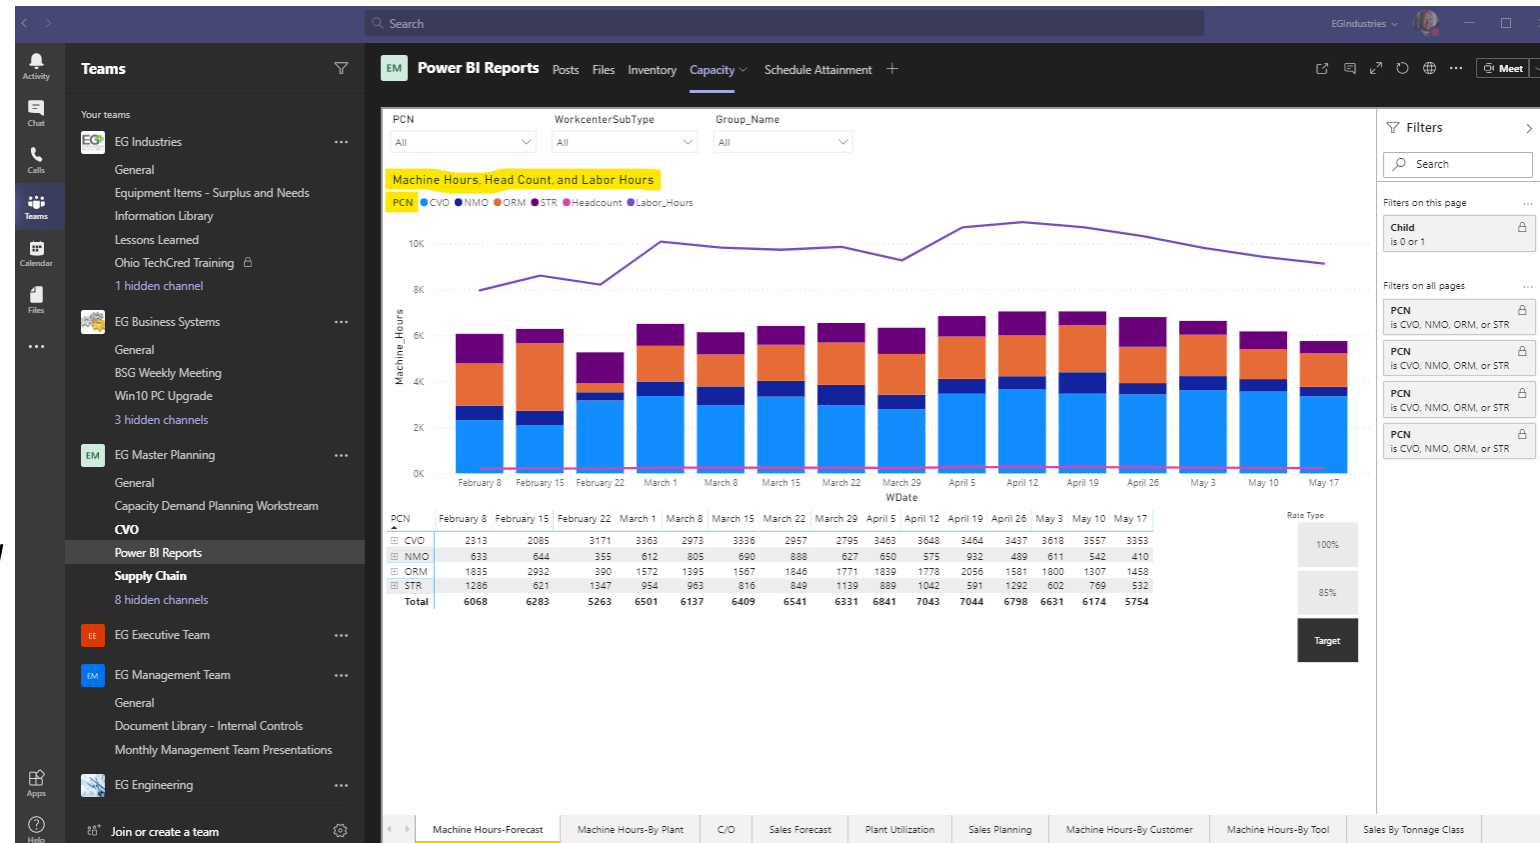 Search
EGIndustries
Activity
Chat
Calls
Teams
Calendar
Files
Apps
Help
Teams
Your teams
EG Industries
General
Equipment Items - Surplus and Needs
Information Library
Lessons Learned
Ohio TechCred Training
1 hidden channel
EG Business Systems
General
BSG Weekly Meeting
Win10 PC Upgrade
3 hidden channels
EM EG Master Planning
General
Capacity Demand Planning Workstream
CVO
Power BI Reports
Supply Chain
8 hidden channels
EE EG Executive Team
EM EG Management Team
General
Document Library - Internal Controls
Monthly Management Team Presentations
EG Engineering
Join or create a team
EM Power BI Reports Posts Files Inventory Capacity Schedule Attainment + Meet
PCN WorkcenterSubType Group_Name
All All All
Machine Hours, Head Count, and Labor Hours
PCN CVO NMO ORM STR Headcount Labor_Hours
Machine_Hours
10K
8K
6K
4K
2K
0K
February 8 February 15 February 22 March 1 March 8 March 15 March 22 March 29 April 5 April 12 April 19 April 26 May 3 May 10 May 17
WDate
PCN February 8 February 15 February 22 March 1 March 8 March 15 March 22 March 29 April 5 April 12 April 19 April 26 May 3 May 10 May 17
CVO 2313 2085 3171 3363 2973 3336 2957 2795 3463 3648 3464 3437 3618 3557 3353
NMO 633 644 355 612 805 690 888 627 650 575 932 489 611 542 410
ORM 1835 2932 390 1572 1395 1567 1846 1771 1839 1778 2056 1581 1800 1307 1458
STR 1286 621 1347 954 963 816 849 1139 889 1042 591 1292 602 769 532
Total 6068 6283 5263 6501 6137 6409 6541 6331 6841 7043 7044 6798 6631 6174 5754
Rate Type
100%
85%
Target
Filters
Search
Filters on this page
Child
is 0 or 1
Filters on all pages
PCN
is CVO, NMO, ORM, or STR
PCN
is CVO, NMO, ORM, or STR
PCN
is CVO, NMO, ORM, or STR
PCN
is CVO, NMO, ORM, or STR
Machine Hours-Forecast Machine Hours-By Plant C/O Sales Forecast Plant Utilization Sales Planning Machine Hours-By Customer Machine Hours-By Tool Sales By Tonnage Class